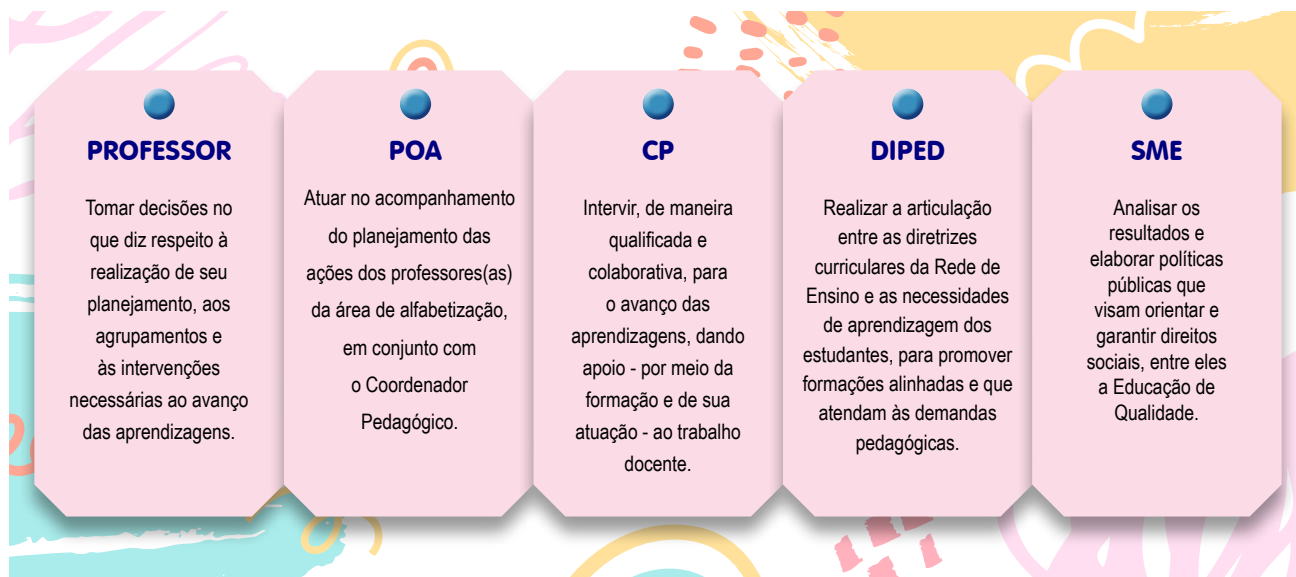 PROFESSOR
Tomar decisões no
que diz respeito à
realização de seu
planejamento, aos
agrupamentos e
às intervenções
necessárias ao avanço
das aprendizagens.
POA
Atuar no acompanhamento
do planejamento das
ações dos professores(as)
da área de alfabetização,
em conjunto com
o Coordenador
Pedagógico.
CP
Intervir, de maneira
qualificada e
colaborativa, para
o avanço das
aprendizagens, dando
apoio - por meio da
formação e de sua
atuação - ao trabalho
docente.
DIPED
Realizar a articulação
entre as diretrizes
curriculares da Rede de
Ensino e as necessidades
de aprendizagem dos
estudantes, para promover
formações alinhadas e que
atendam às demandas
pedagógicas.
SME
Analisar os
resultados e
elaborar políticas
públicas que
visam orientar e
garantir direitos
sociais, entre eles
a Educação de
Qualidade.